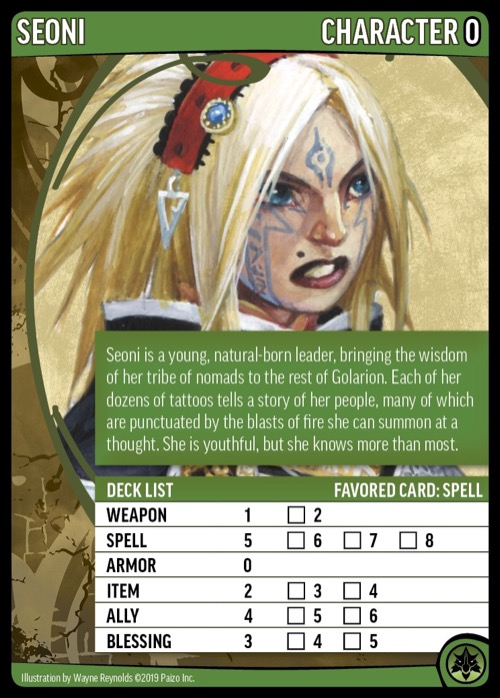 SEONI CHARACTER 0
Seoni is a young, natural-born leader, bringing the wisdom
of her tribe of nomads to the rest of Golarion. Each of her
dozens of tattoos tells a story of her people, many of which
are punctuated by the blasts of fire she can summon at a
thought. She is youthful, but she knows more than most.
DECK LIST FAVORED CARD: SPELL
WEAPON 1 □ 2
SPELL 5 □ 6 □ 7 □ 8
ARMOR 0
ITEM 2 □ 3 □ 4
ALLY 4 □ 5 □ 6
BLESSING 3 □ 4 □ 5
Illustration by Wayne Reynolds ©2019 Paizo Inc.